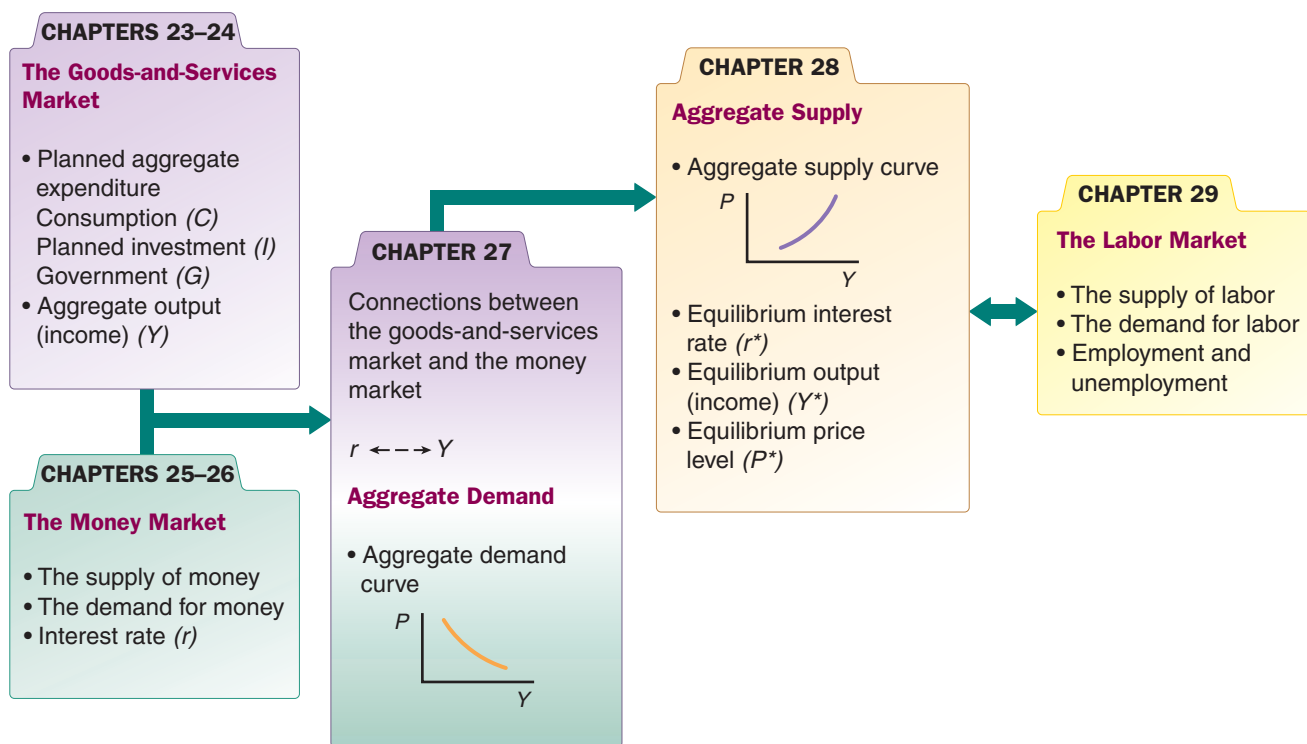 CHAPTERS 23–24
The Goods-and-Services
Market
• Planned aggregate
expenditure
Consumption (C)
Planned investment (I)
Government (G)
• Aggregate output
(income) (Y)
CHAPTERS 25–26
The Money Market
• The supply of money
• The demand for money
• Interest rate (r)
CHAPTER 27
Connections between
the goods-and-services
market and the money
market
r ←--→ Y
Aggregate Demand
• Aggregate demand
curve
P
Y
CHAPTER 28
Aggregate Supply
• Aggregate supply curve
P
Y
• Equilibrium interest
rate (r*)
• Equilibrium output
(income) (Y*)
• Equilibrium price
level (P*)
CHAPTER 29
The Labor Market
• The supply of labor
• The demand for labor
• Employment and
unemployment